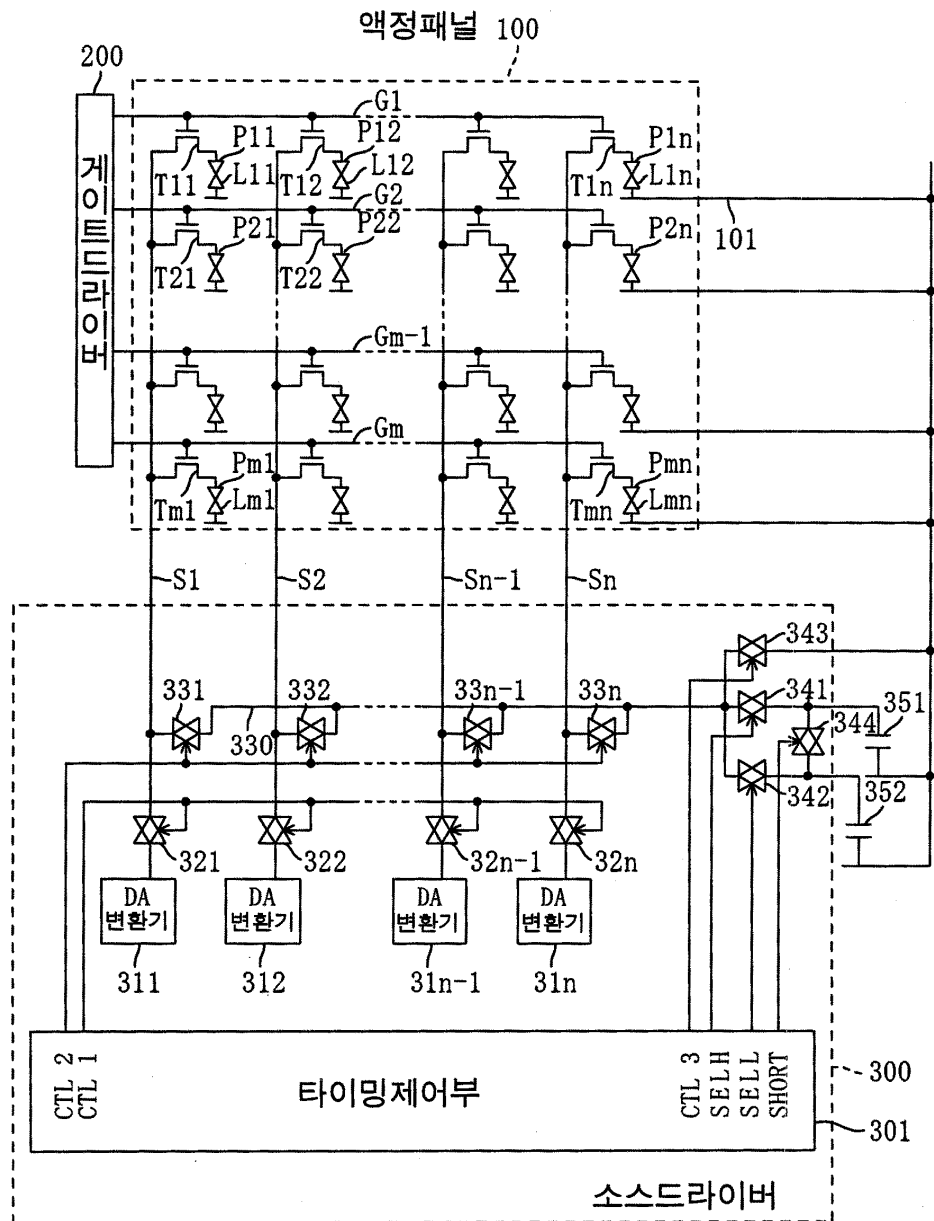 액정패널 100
200
게이트드라이버
G1
P11 P12 P1n
L11 L12 L1n
T11 T12 T1n
G2
P21 P22 P2n
101
T21 T22
Gm-1
Gm
Pm1 Pmn
Lm1 Lmn
Tm1 Tmn
S1 S2 Sn-1 Sn
343
331 332 33n-1 33n 341 351
344
330
342
352
321 322 32n-1 32n
DA DA DA DA
변환기 변환기 변환기 변환기
311 312 31n-1 31n
CTL 2
CTL 1
타이밍제어부
CTL 3
SELH
SELL
SHORT
300
301
소스드라이버